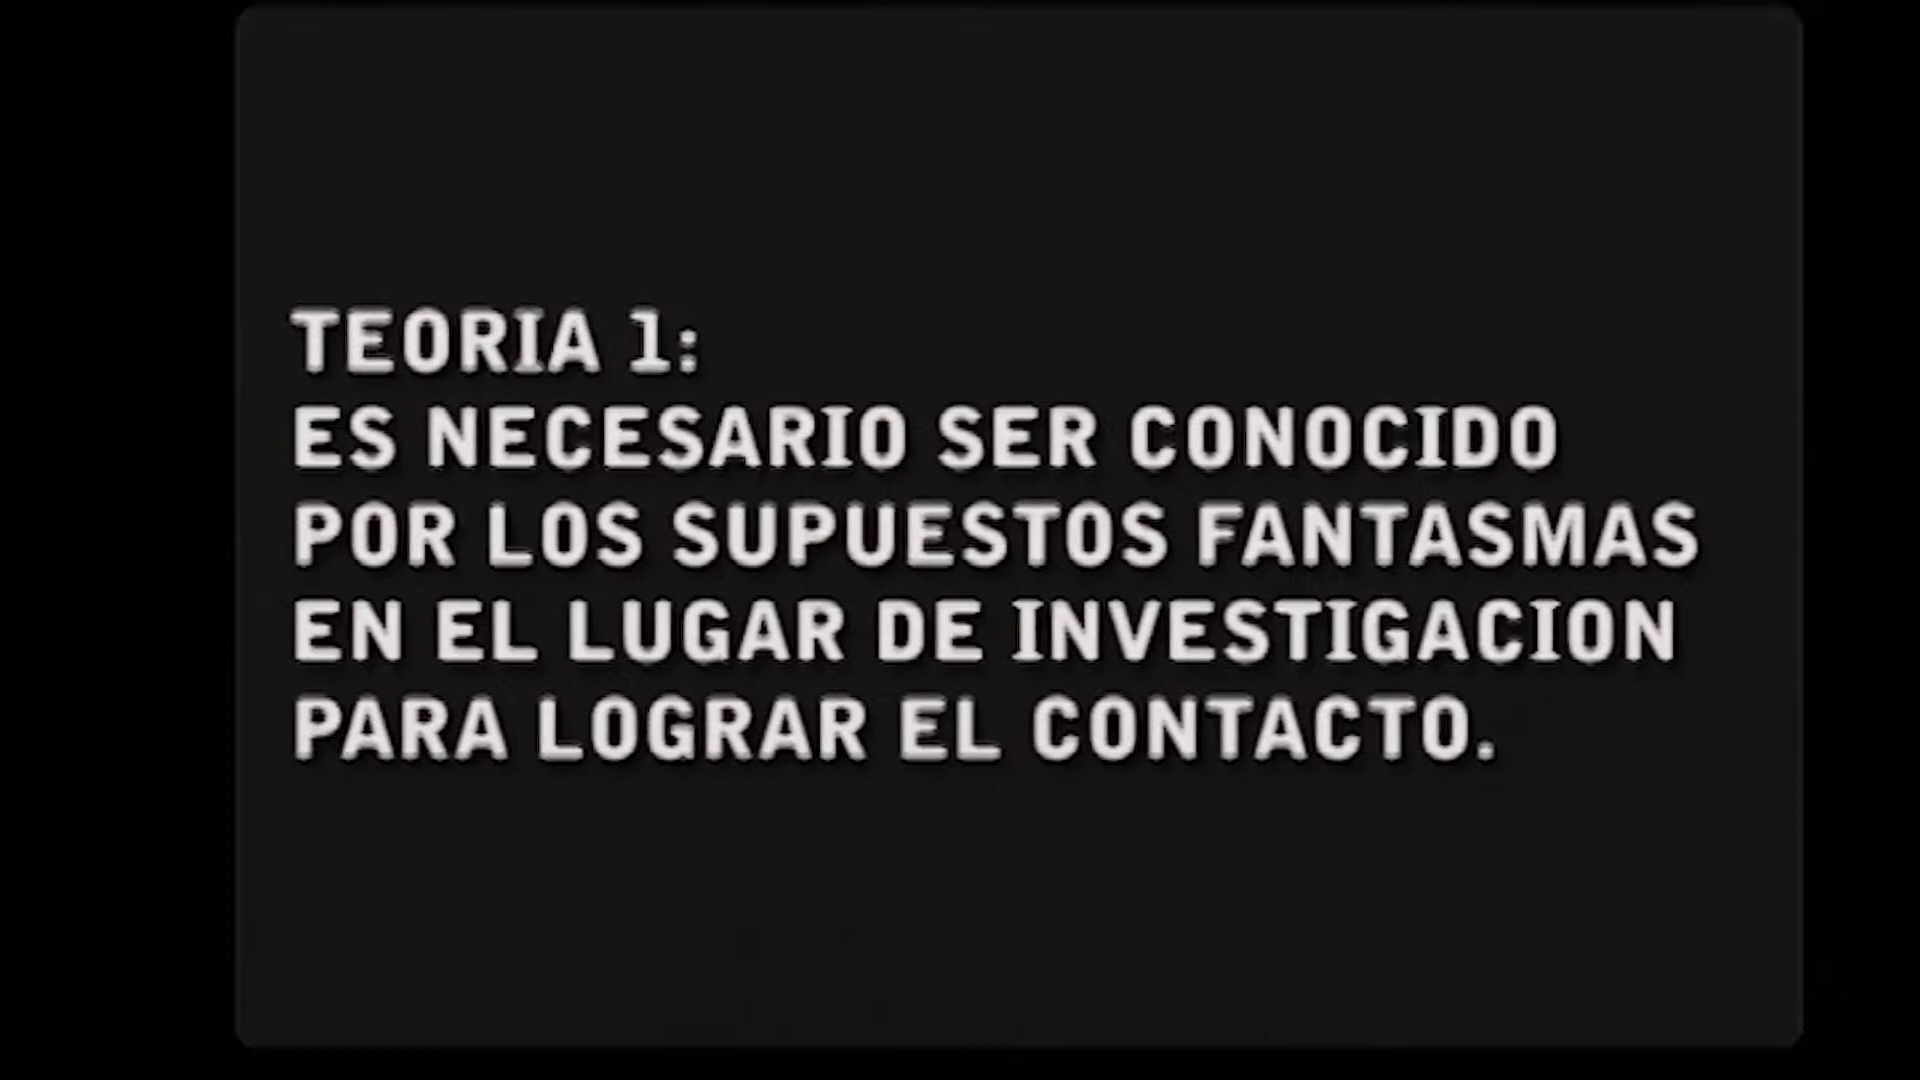 TEORIA 1:
ES NECESARIO SER CONOCIDO
POR LOS SUPUESTOS FANTASMAS
EN EL LUGAR DE INVESTIGACION
PARA LOGRAR EL CONTACTO.